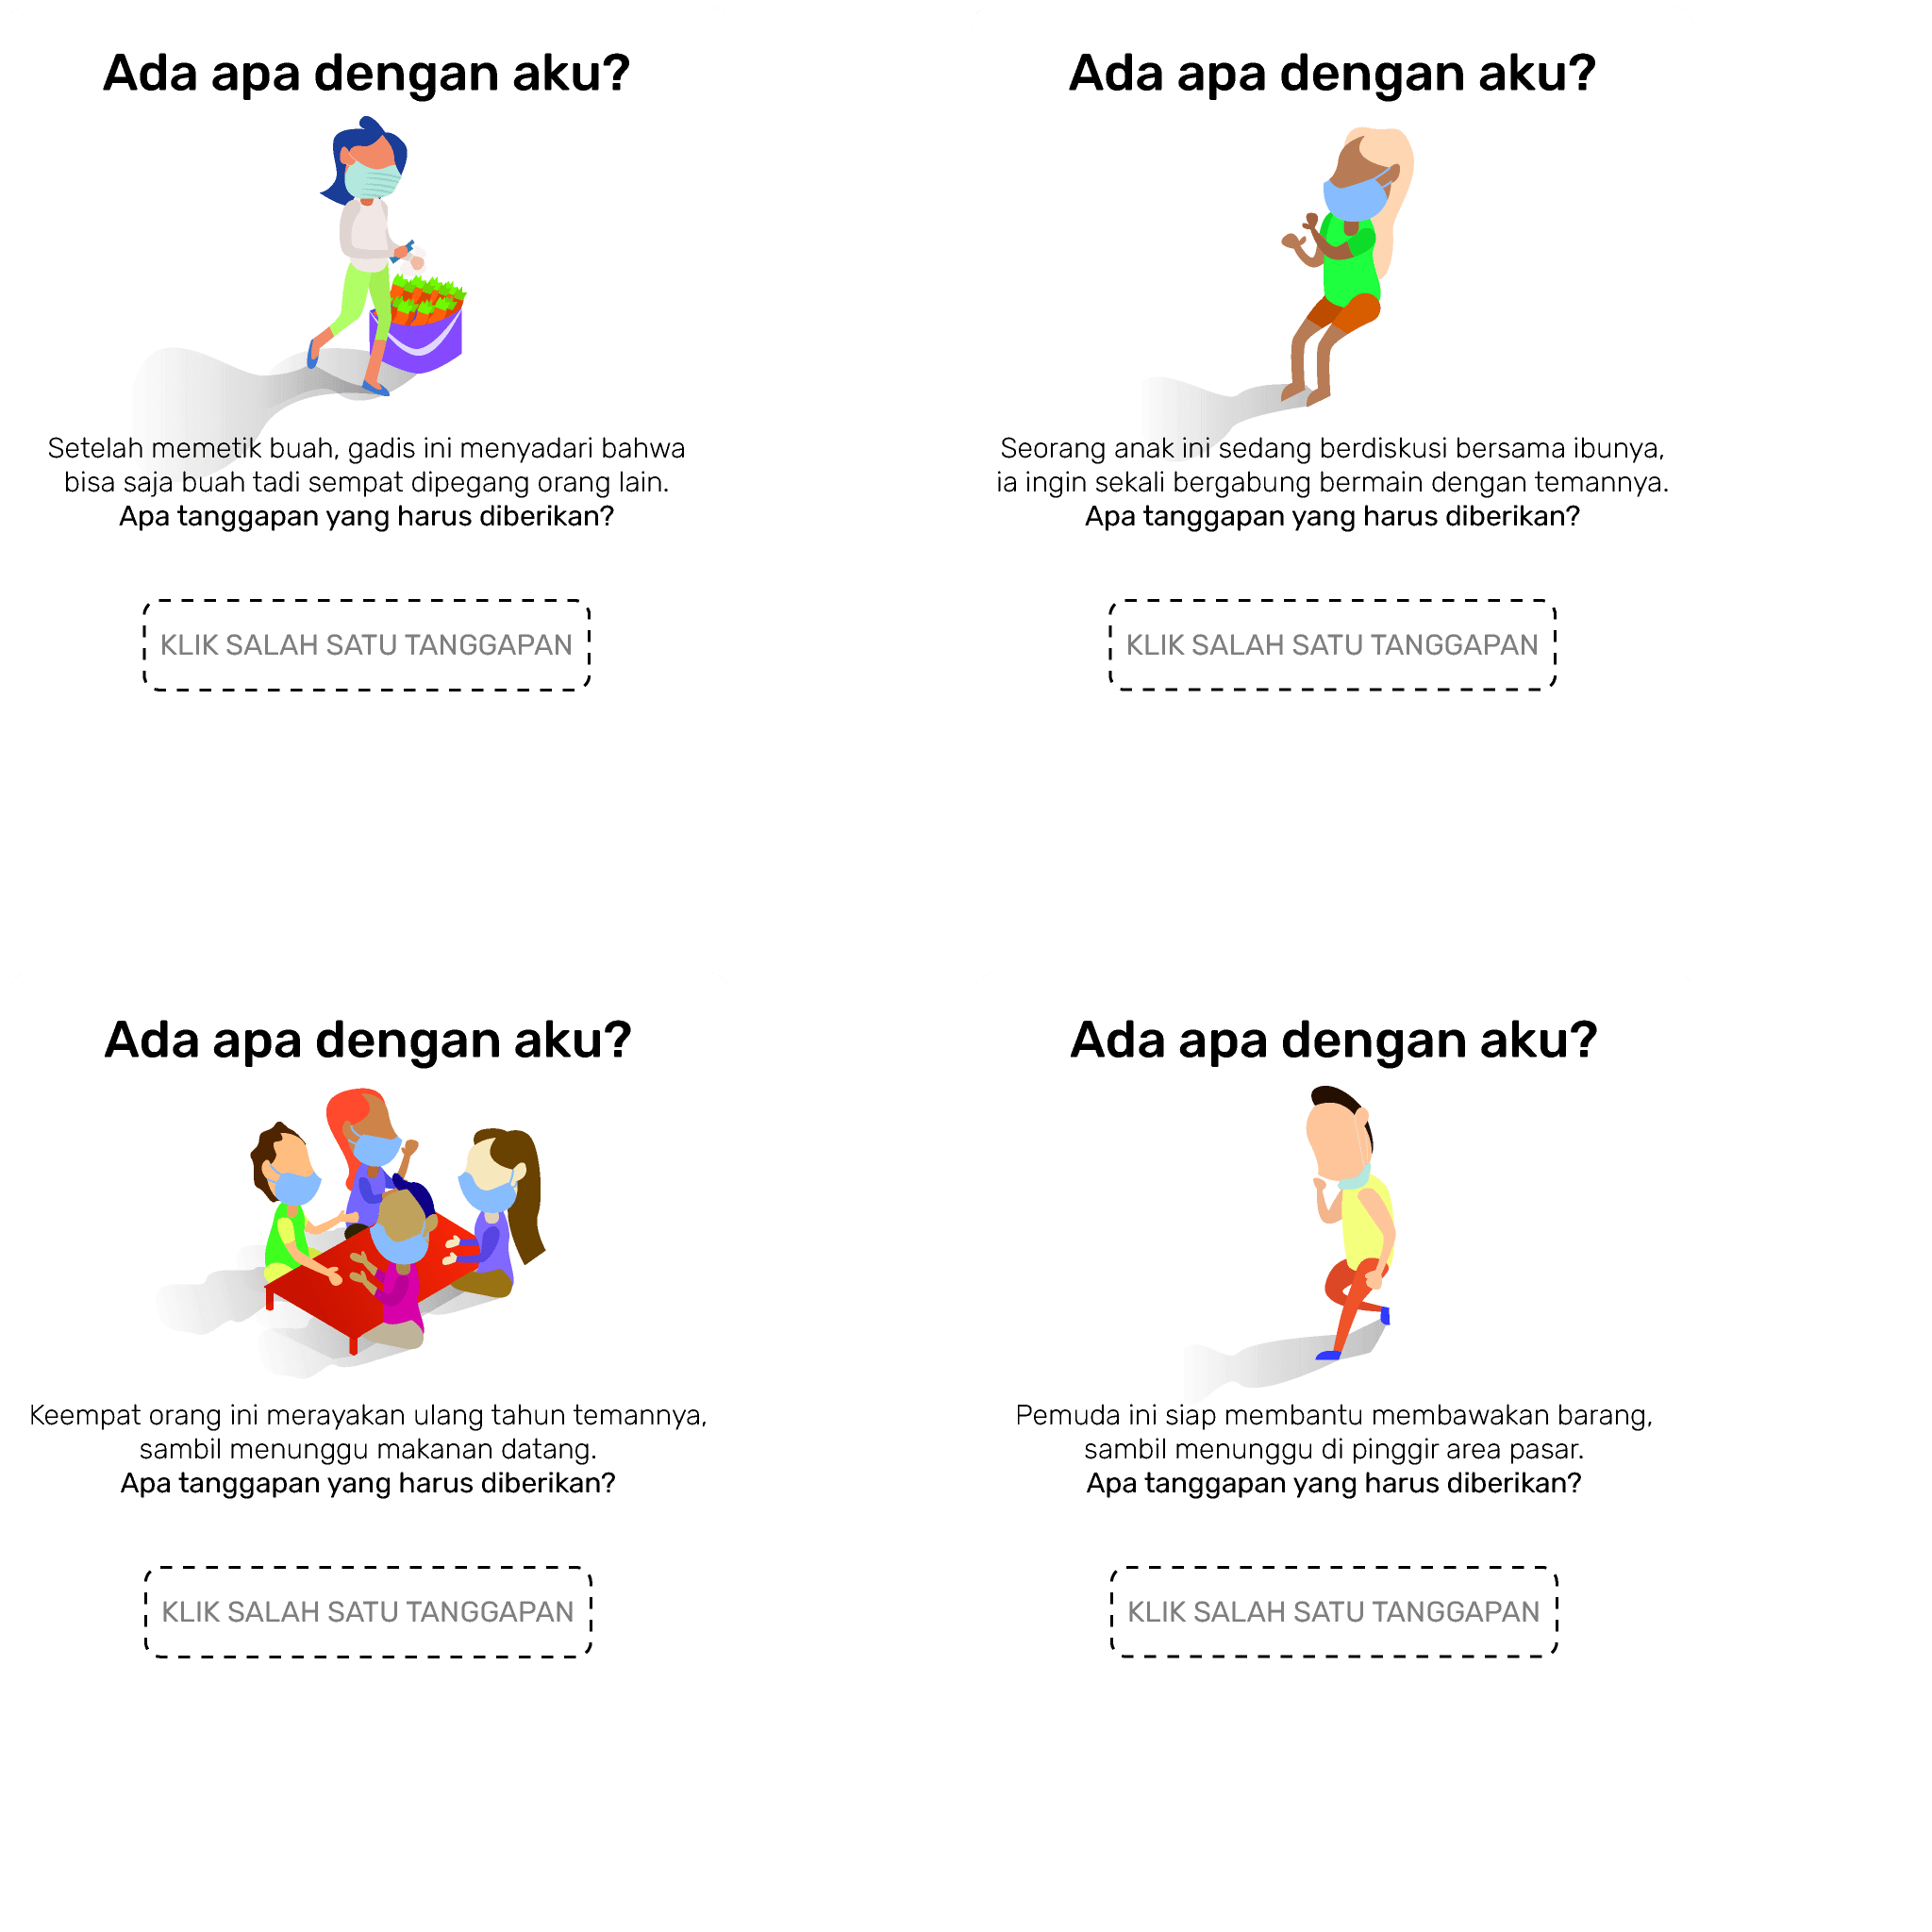 Ada apa dengan aku?
Setelah memetik buah, gadis ini menyadari bahwa
bisa saja buah tadi sempat dipegang orang lain.
Apa tanggapan yang harus diberikan?
KLIK SALAH SATU TANGGAPAN
Ada apa dengan aku?
Seorang anak ini sedang berdiskusi bersama ibunya,
ia ingin sekali bergabung bermain dengan temannya.
Apa tanggapan yang harus diberikan?
KLIK SALAH SATU TANGGAPAN
Ada apa dengan aku?
Keempat orang ini merayakan ulang tahun temannya,
sambil menunggu makanan datang.
Apa tanggapan yang harus diberikan?
KLIK SALAH SATU TANGGAPAN
Ada apa dengan aku?
Pemuda ini siap membantu membawakan barang,
sambil menunggu di pinggir area pasar.
Apa tanggapan yang harus diberikan?
KLIK SALAH SATU TANGGAPAN